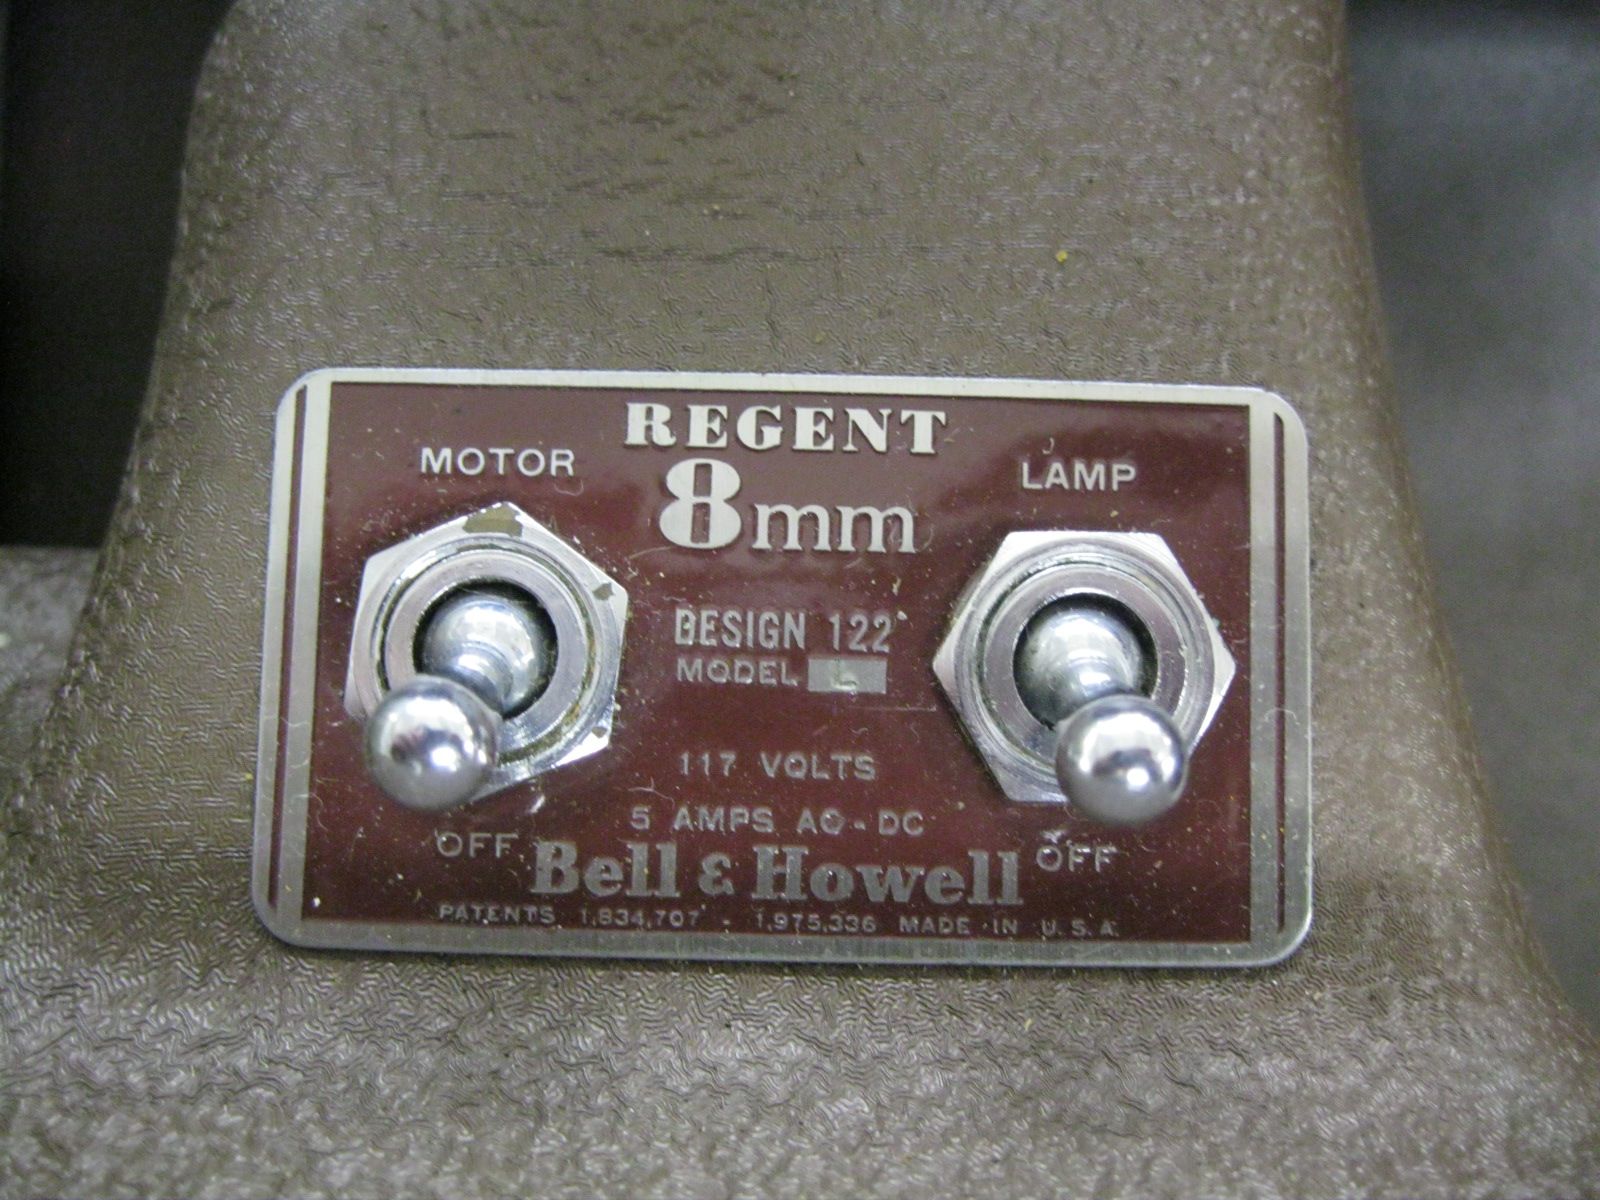 REGENT
MOTOR
8mm
LAMP
DESIGN 122
MODEL L
117 VOLTS
5 AMPS AC-DC
OFF
Bell & Howell
OFF
PATENTS 1,834,707 - 1,975,336 MADE IN U.S.A.